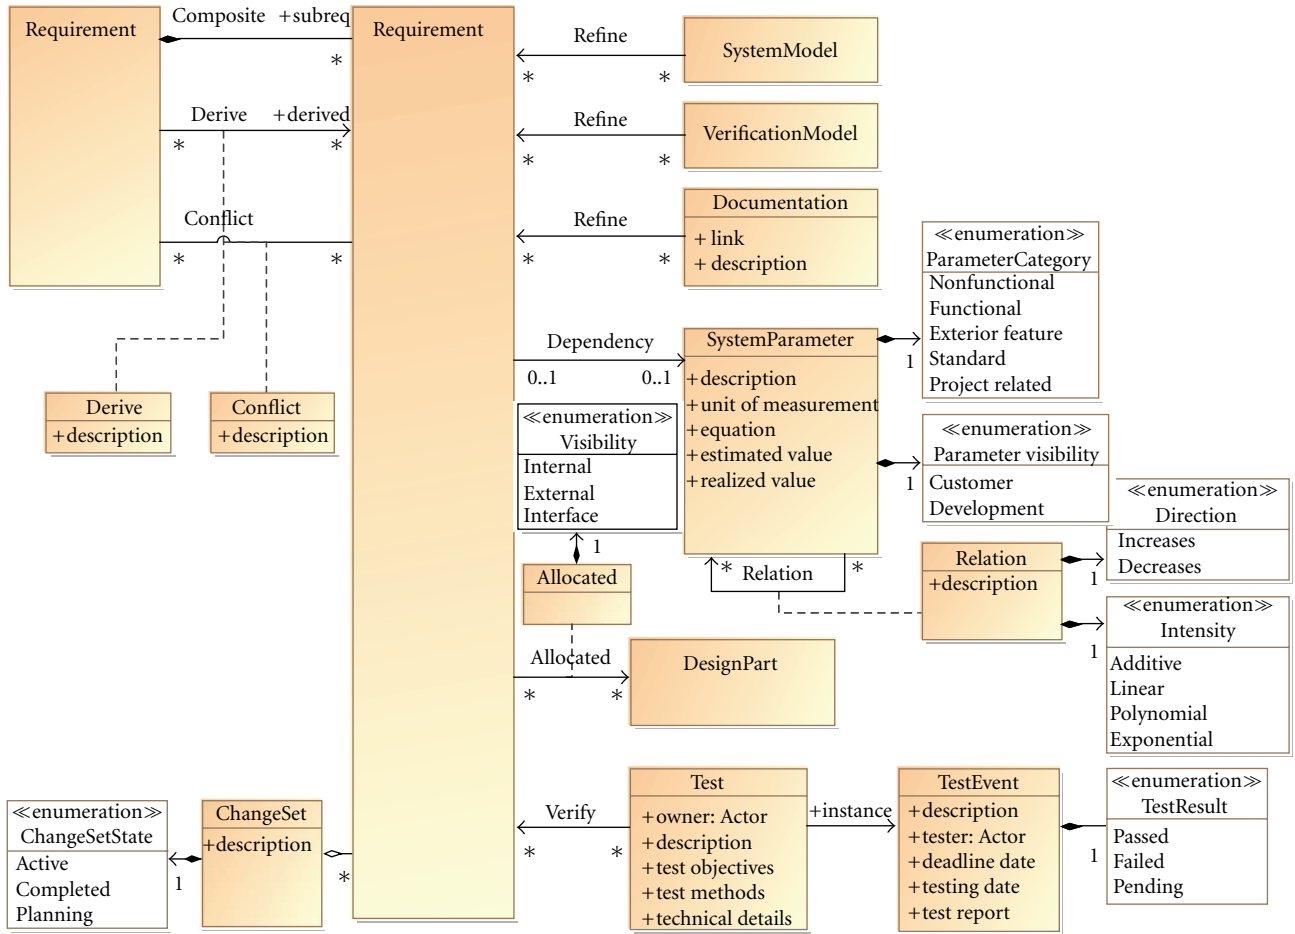 Requirement
Composite +subreq
*
Derive +derived
* *
Conflict
* *
Derive
+description
Conflict
+description
Requirement
Refine
* *
SystemModel
Refine
* *
VerificationModel
Refine
* *
Documentation
+ link
+ description
Dependency
0..1 0..1
SystemParameter
+description
+unit of measurement
+equation
+estimated value
+realized value
1
≪enumeration≫
ParameterCategory
Nonfunctional
Functional
Exterior feature
Standard
Project related
1
≪enumeration≫
Parameter visibility
Customer
Development
≪enumeration≫
Visibility
Internal
External
Interface
1
Allocated
Allocated
* *
DesignPart
* Relation *
Relation
+description
1
≪enumeration≫
Direction
Increases
Decreases
1
≪enumeration≫
Intensity
Additive
Linear
Polynomial
Exponential
≪enumeration≫
ChangeSetState
Active
Completed
Planning
1
ChangeSet
+description
*
Verify
* *
Test
+owner: Actor
+description
+test objectives
+test methods
+technical details
+instance
TestEvent
+description
+tester: Actor
+deadline date
+testing date
+test report
1
≪enumeration≫
TestResult
Passed
Failed
Pending